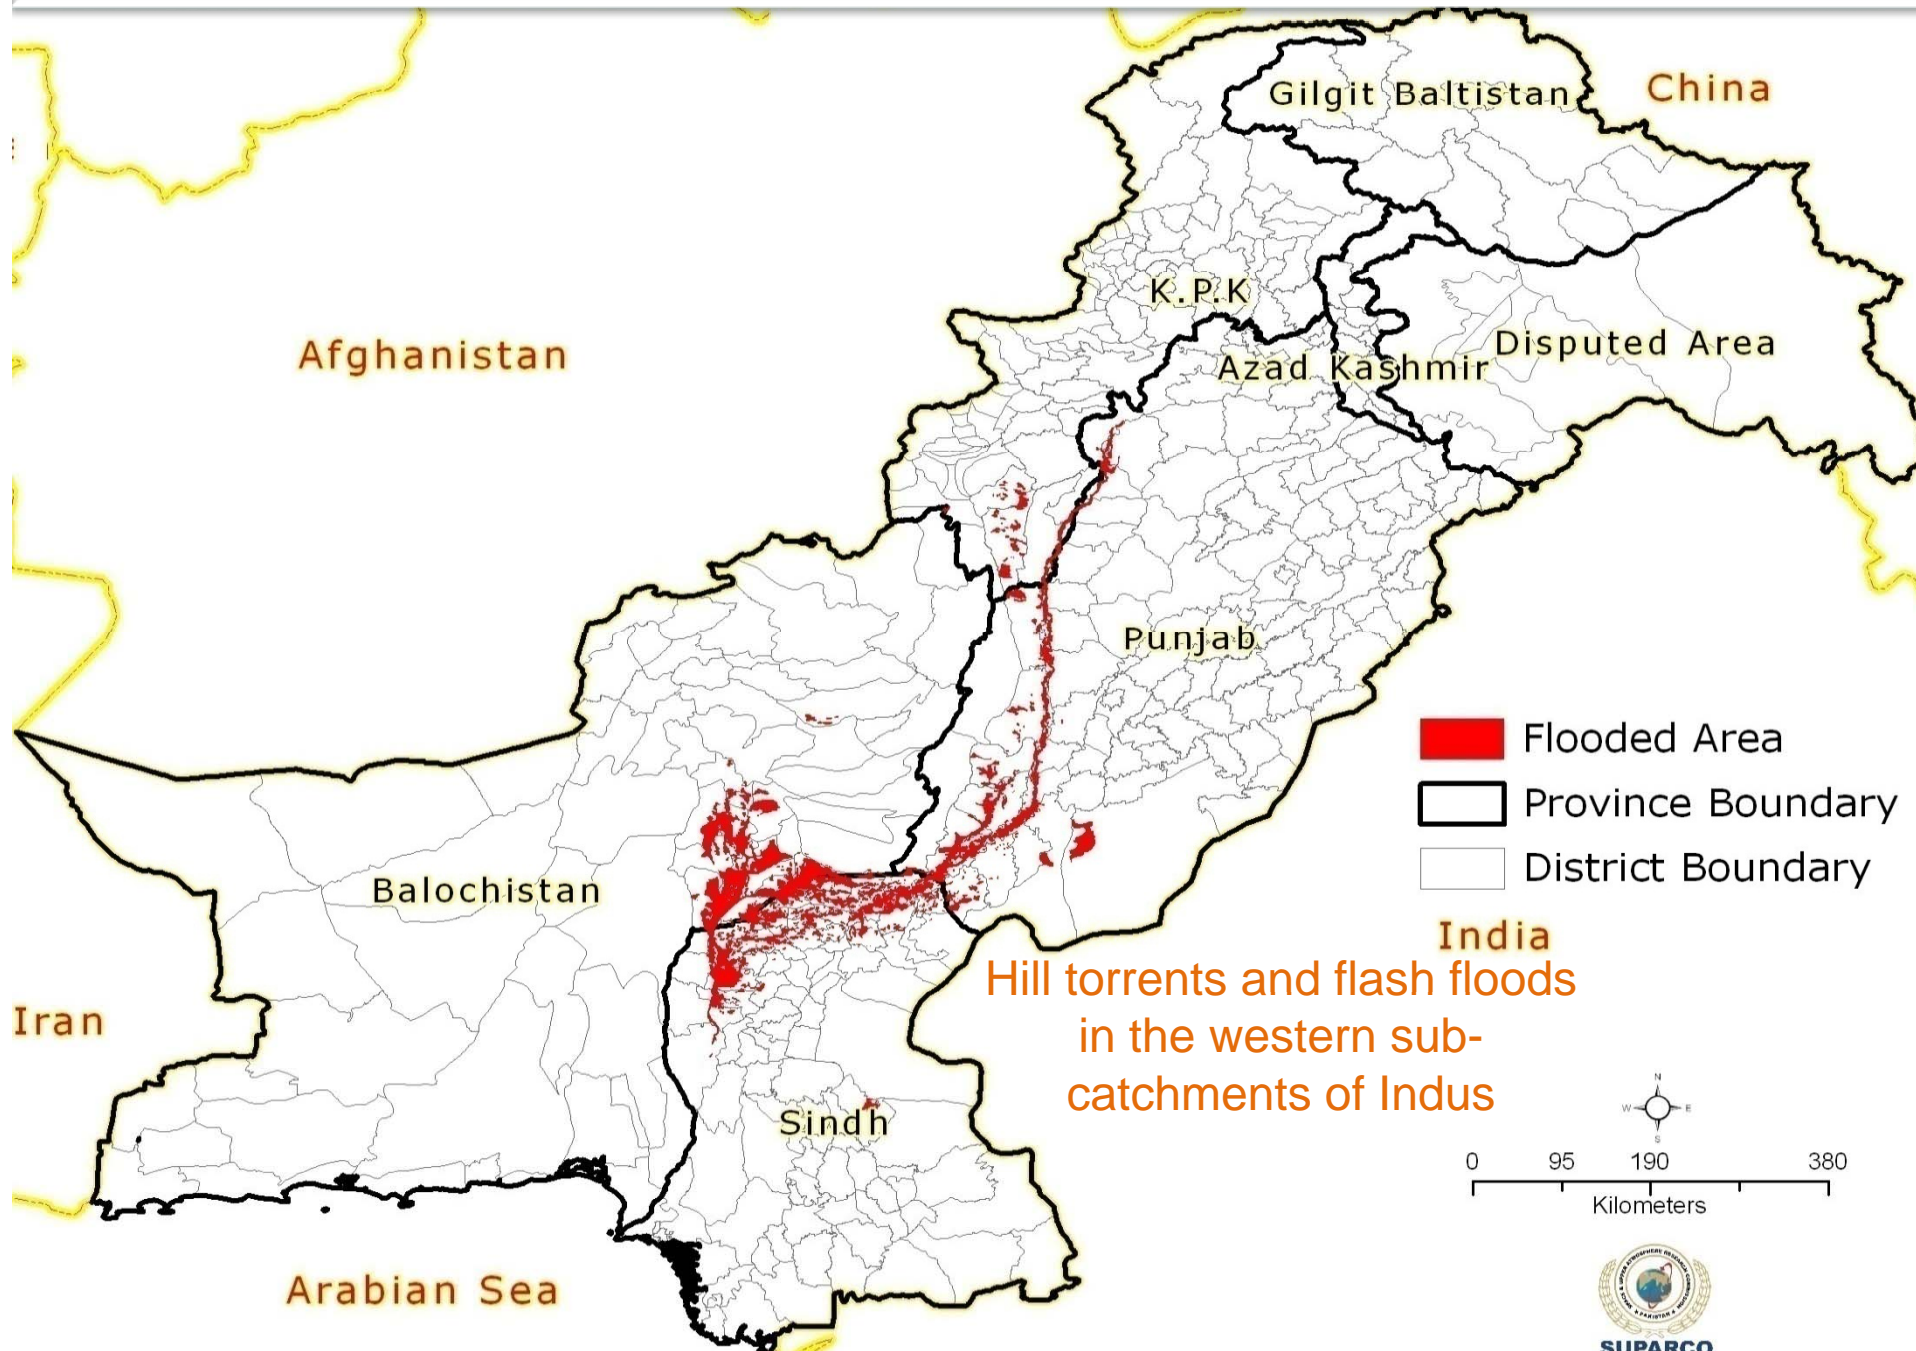 Gilgit Baltistan
China
K.P.K
Afghanistan
Disputed Area
Azad Kashmir
Punjab
Flooded Area
Province Boundary
District Boundary
Balochistan
India
Hill torrents and flash floods
in the western sub-
catchments of Indus
Iran
Sindh
N
W E
S
0 95 190 380
Kilometers
Arabian Sea
SUPARCO